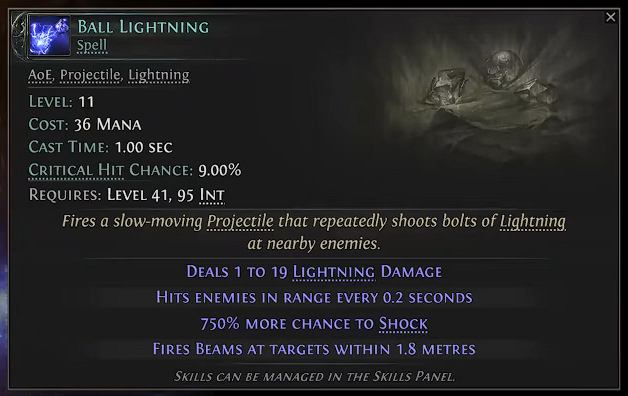 Ball Lightning
Spell
AoE, Projectile, Lightning
Level: 11
Cost: 36 Mana
Cast Time: 1.00 sec
Critical Hit Chance: 9.00%
Requires: Level 41, 95 Int
Fires a slow-moving Projectile that repeatedly shoots bolts of Lightning
at nearby enemies.
Deals 1 to 19 Lightning Damage
Hits enemies in range every 0.2 seconds
750% more chance to Shock
Fires Beams at targets within 1.8 metres
Skills can be managed in the Skills Panel.